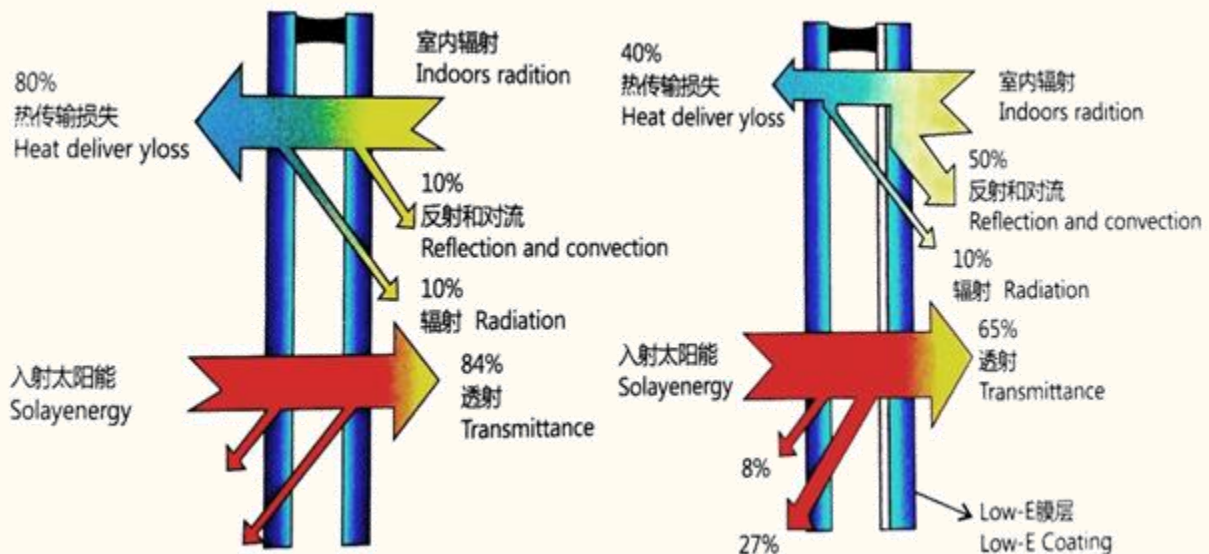 室内辐射
Indoors radition
80%
热传输损失
Heat deliver yloss
10%
反射和对流
Reflection and convection
10%
辐射 Radiation
入射太阳能
Solayenergy
84%
透射
Transmittance
40%
热传输损失
Heat deliver yloss
室内辐射
Indoors radition
50%
反射和对流
Reflection and convection
10%
辐射 Radiation
入射太阳能
Solayenergy
65%
透射
Transmittance
8%
27%
Low-E膜层
Low-E Coating